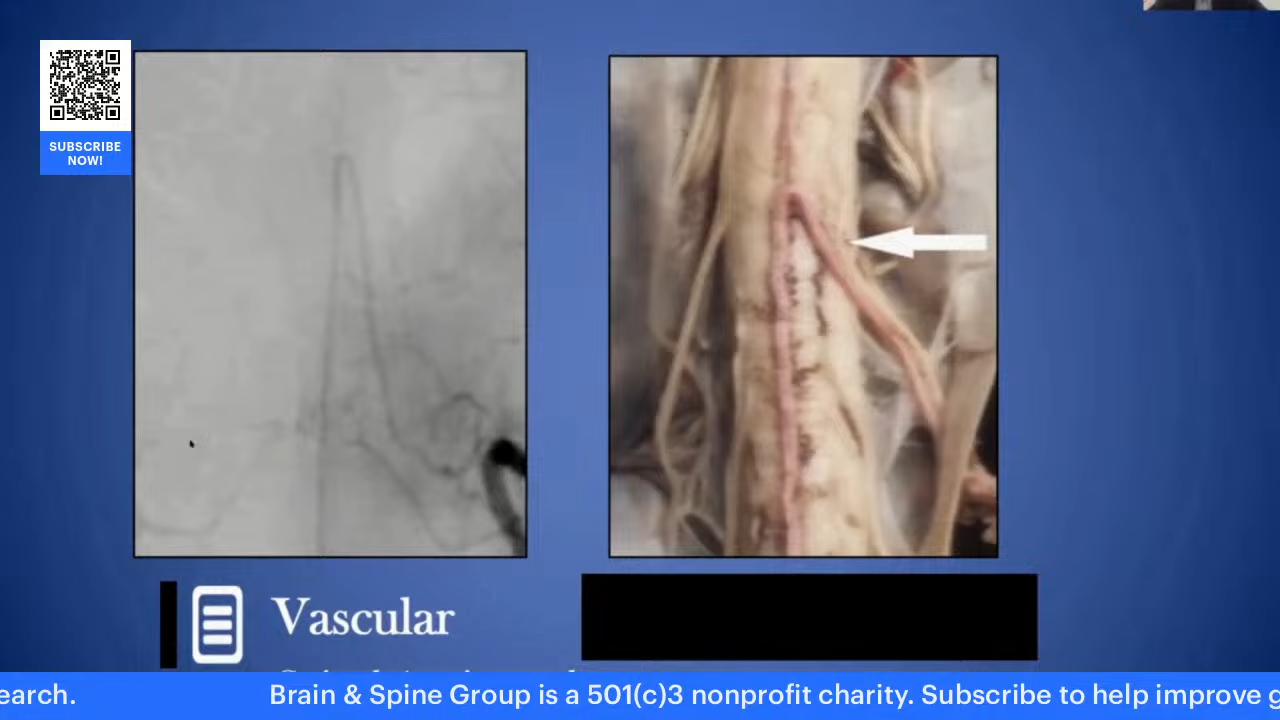 SUBSCRIBE
NOW!
Vascular
earch.
Brain & Spine Group is a 501(c)3 nonprofit charity. Subscribe to help improve g